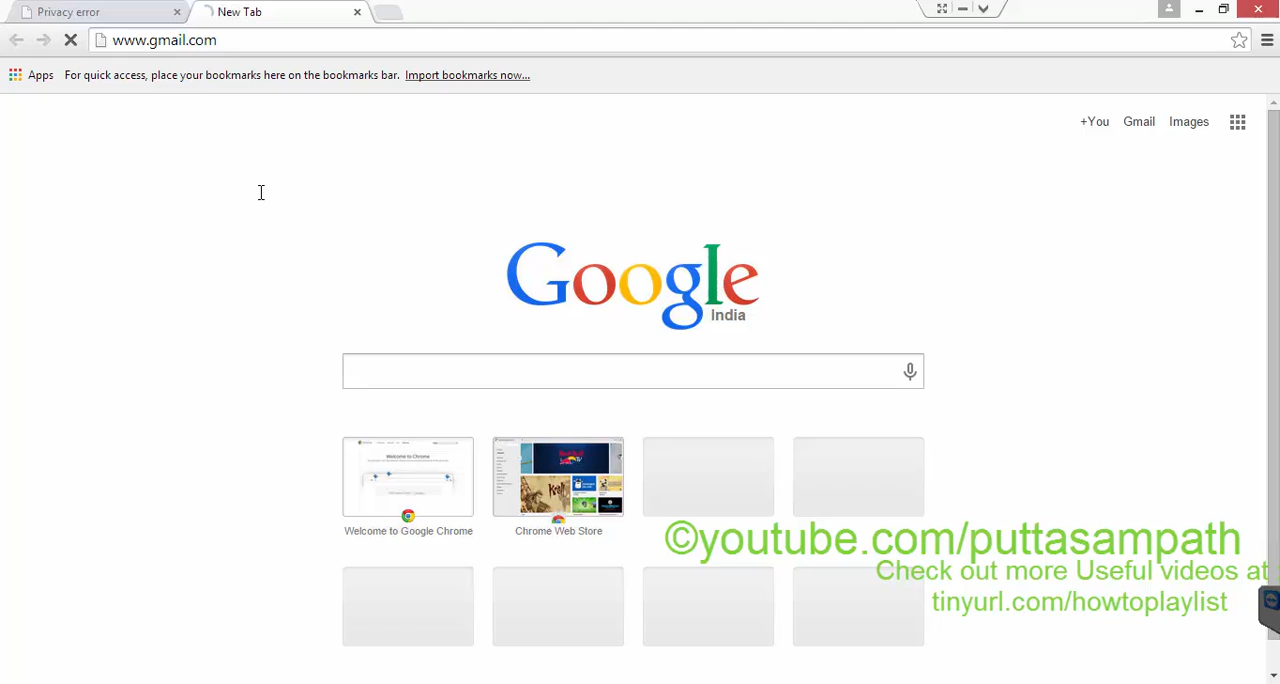 Privacy error
New Tab
www.gmail.com
Apps For quick access, place your bookmarks here on the bookmarks bar. Import bookmarks now...
+You Gmail Images
Google
India
Welcome to Google Chrome
Chrome Web Store
©youtube.com/puttasampath
Check out more Useful videos at
tinyurl.com/howtoplaylist